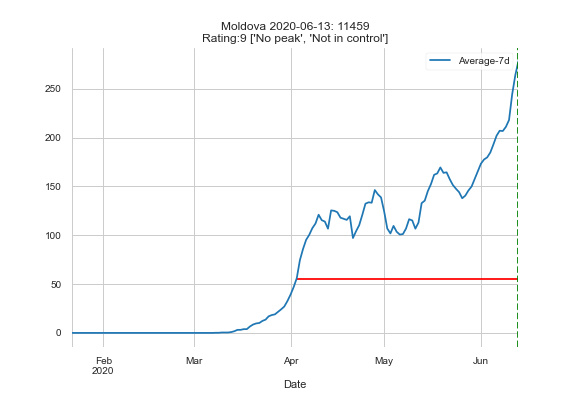 Moldova 2020-06-13: 11459
Rating:9 ['No peak', 'Not in control']
Average-7d
250
200
150
100
50
0
Feb
2020
Mar
Apr
May
Jun
Date